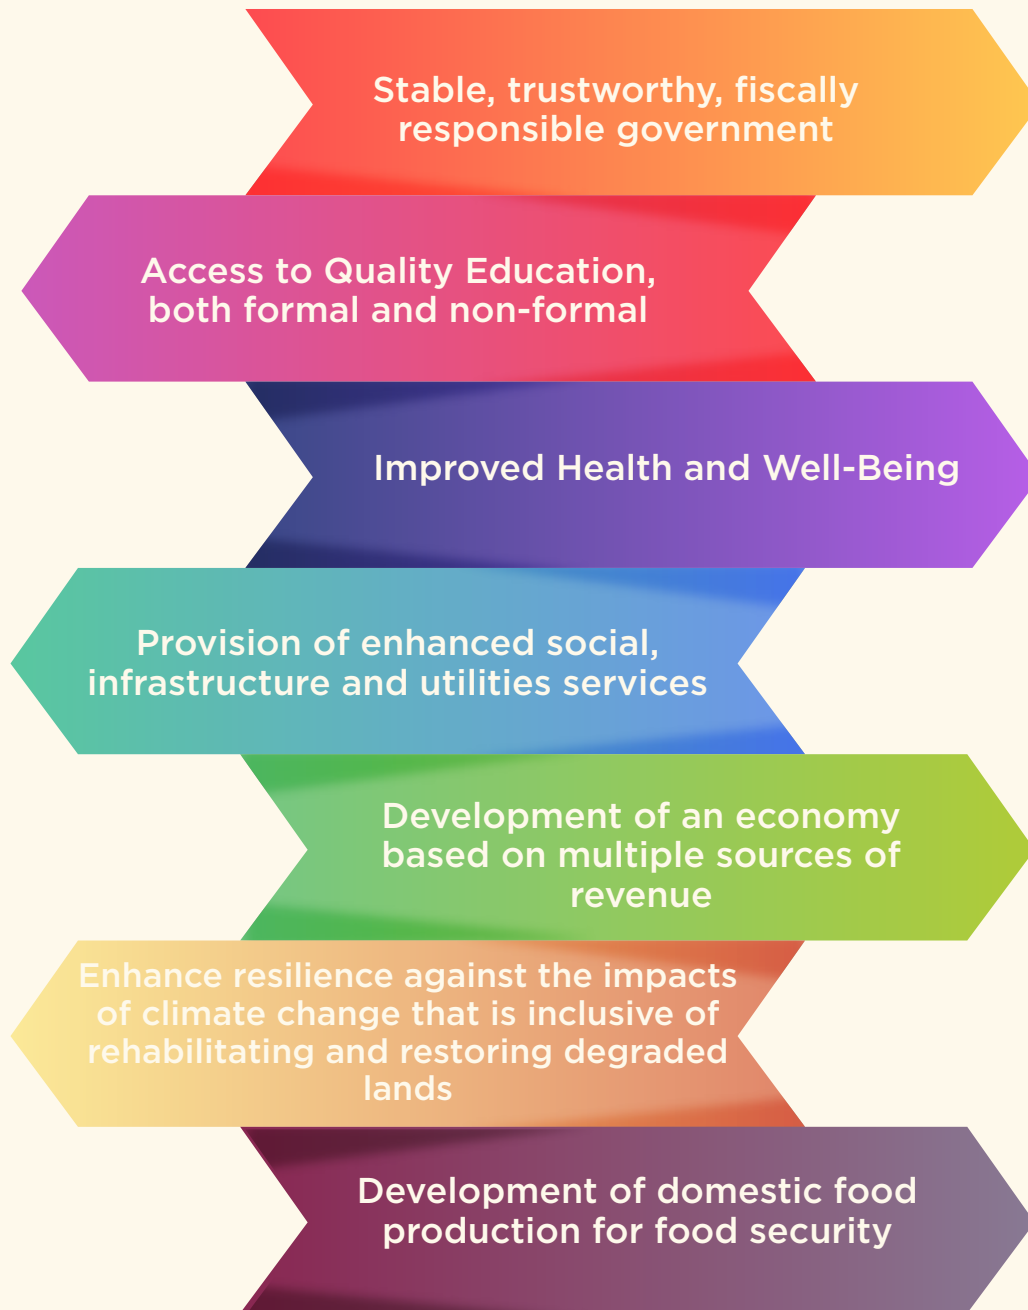 Stable, trustworthy, fiscally
responsible government
Access to Quality Education,
both formal and non-formal
Improved Health and Well-Being
Provision of enhanced social,
infrastructure and utilities services
Development of an economy
based on multiple sources of
revenue
Enhance resilience against the impacts
of climate change that is inclusive of
rehabilitating and restoring degraded
lands
Development of domestic food
production for food security